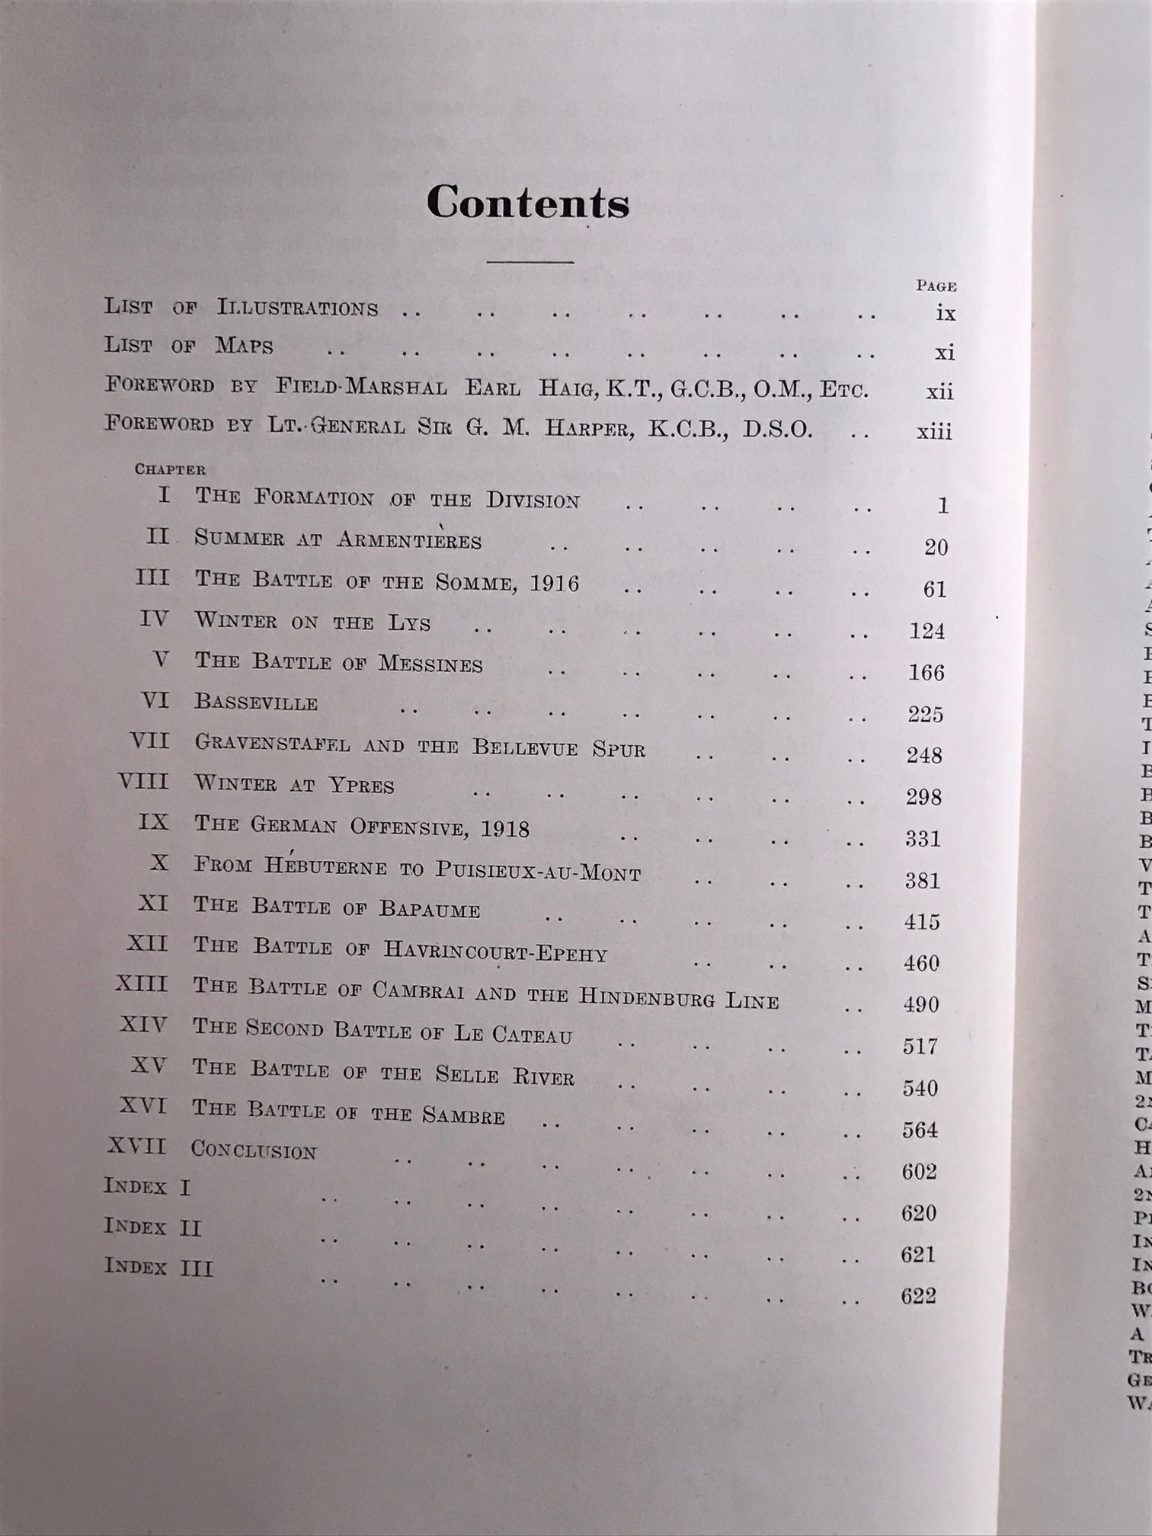 Contents
PAGE
LIST OF ILLUSTRATIONS .. .. .. .. .. .. .. ix
LIST OF MAPS .. .. .. .. .. .. .. .. xi
FOREWORD BY FIELD-MARSHAL EARL HAIG, K.T., G.C.B., O.M., ETC. xii
FOREWORD BY LT.-GENERAL SIR G. M. HARPER, K.C.B., D.S.O. .. xiii
CHAPTER
I THE FORMATION OF THE DIVISION .. .. .. .. 1
II SUMMER AT ARMENTIÈRES .. .. .. .. .. 20
III THE BATTLE OF THE SOMME, 1916 .. .. .. .. 61
IV WINTER ON THE LYS .. .. .. .. .. .. 124
V THE BATTLE OF MESSINES .. .. .. .. .. 166
VI BASSEVILLE .. .. .. .. .. .. .. 225
VII GRAVENSTAFEL AND THE BELLEVUE SPUR .. .. .. 248
VIII WINTER AT YPRES .. .. .. .. .. .. 298
IX THE GERMAN OFFENSIVE, 1918 .. .. .. .. 331
X FROM HÉBUTERNE TO PUISIEUX-AU-MONT .. .. .. 381
XI THE BATTLE OF BAPAUME .. .. .. .. .. 415
XII THE BATTLE OF HAVRINCOURT-EPEHY .. .. .. 460
XIII THE BATTLE OF CAMBRAI AND THE HINDENBURG LINE .. 490
XIV THE SECOND BATTLE OF LE CATEAU .. .. .. .. 517
XV THE BATTLE OF THE SELLE RIVER .. .. .. .. 540
XVI THE BATTLE OF THE SAMBRE .. .. .. .. .. 564
XVII CONCLUSION .. .. .. .. .. .. .. 602
INDEX I .. .. .. .. .. .. .. .. 620
INDEX II .. .. .. .. .. .. .. .. 621
INDEX III .. .. .. .. .. .. .. .. 622